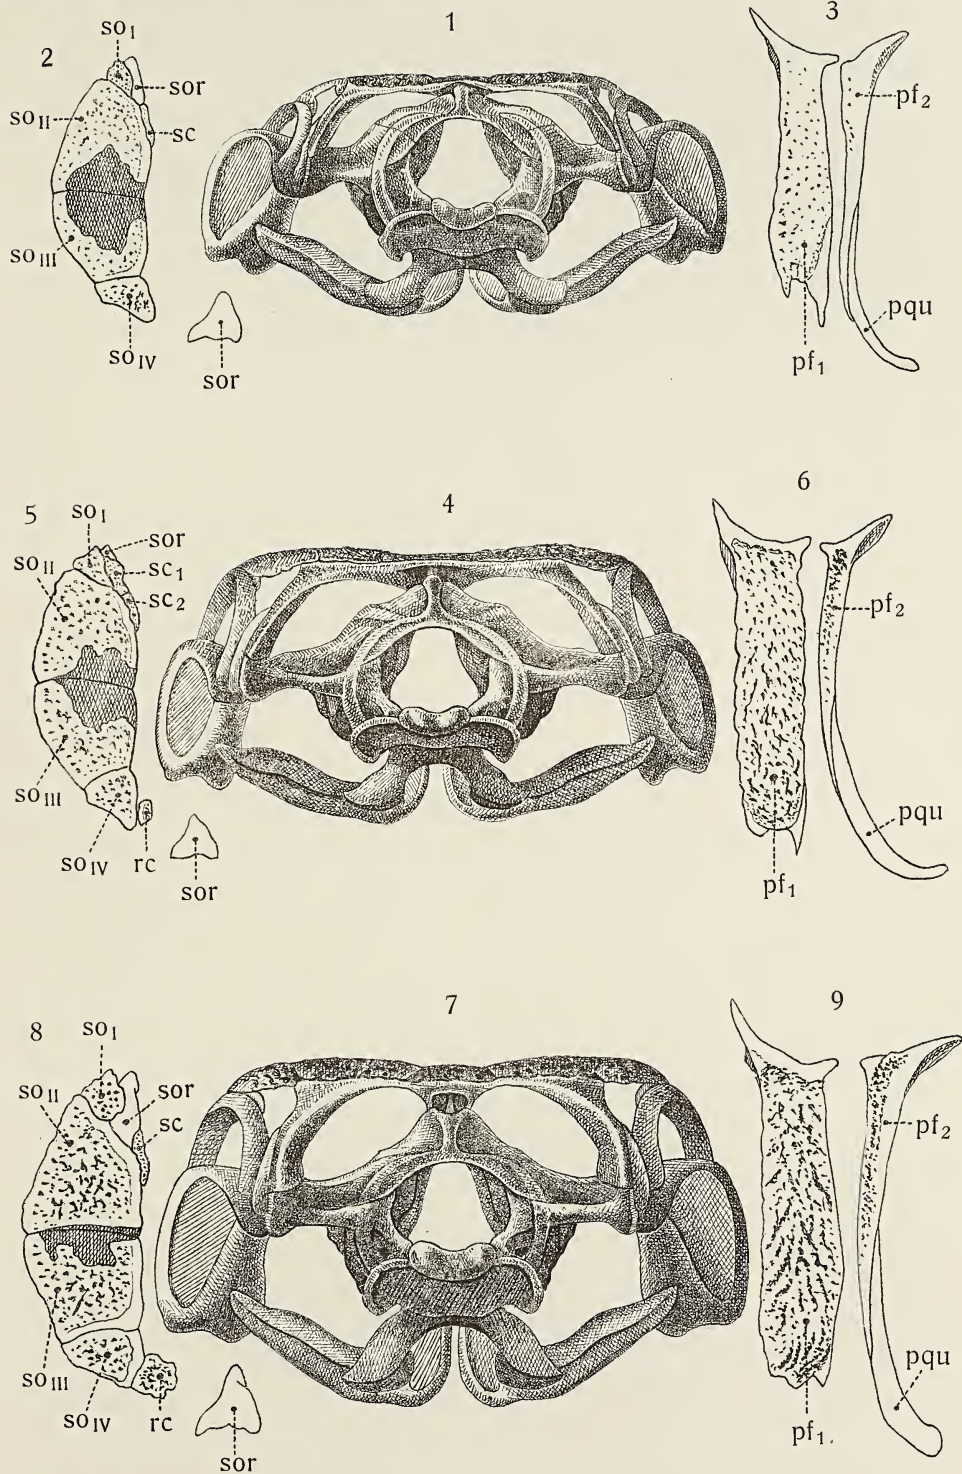 1
2
so I
sor
so II
sc
so III
so IV
sor
3
pf2
pqu
pf1
4
5
so I
sor
sc1
so II
sc2
so III
so IV
rc
sor
6
pf2
pqu
pf1
7
8
so I
so II
sor
sc
so III
so IV
rc
sor
9
pf2
pqu
pf1.